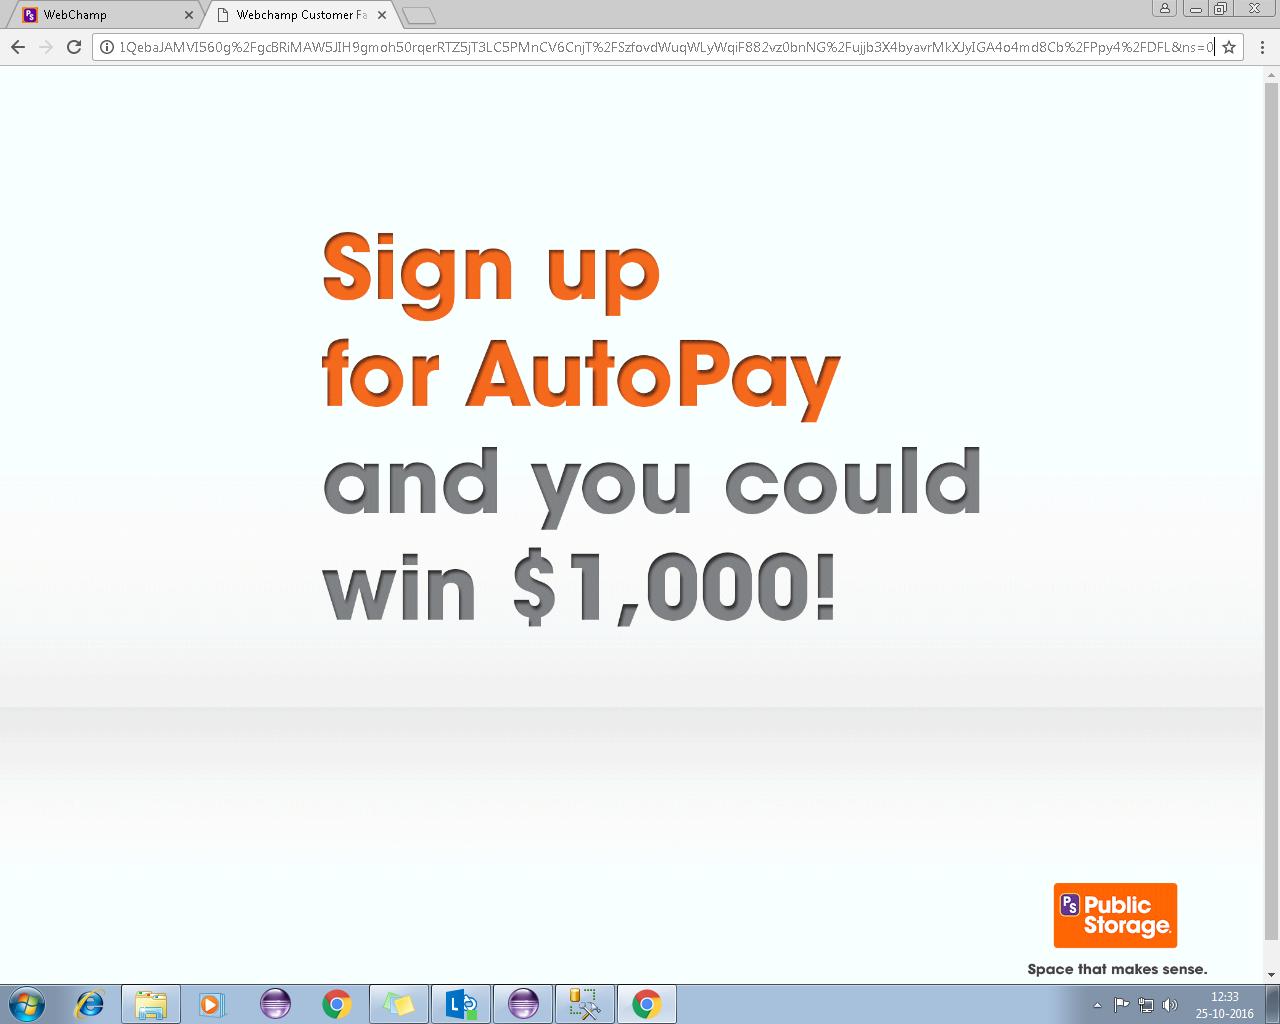 WebChamp
Webchamp Customer Fa
1QebaJAMVI560g%2FgcBRiMAW5JIH9gmoh50rqerRTZ5jT3LC5PMnCV6CnjT%2FSzfovdWuqWLyWqiF882vz0bnNG%2Fujjb3X4byavrMkXJyIGA4o4md8Cb%2FPpy4%2FDFL&ns=0
Sign up
for AutoPay
and you could
win $1,000!
PS Public
Storage.
Space that makes sense.
12:33
25-10-2016